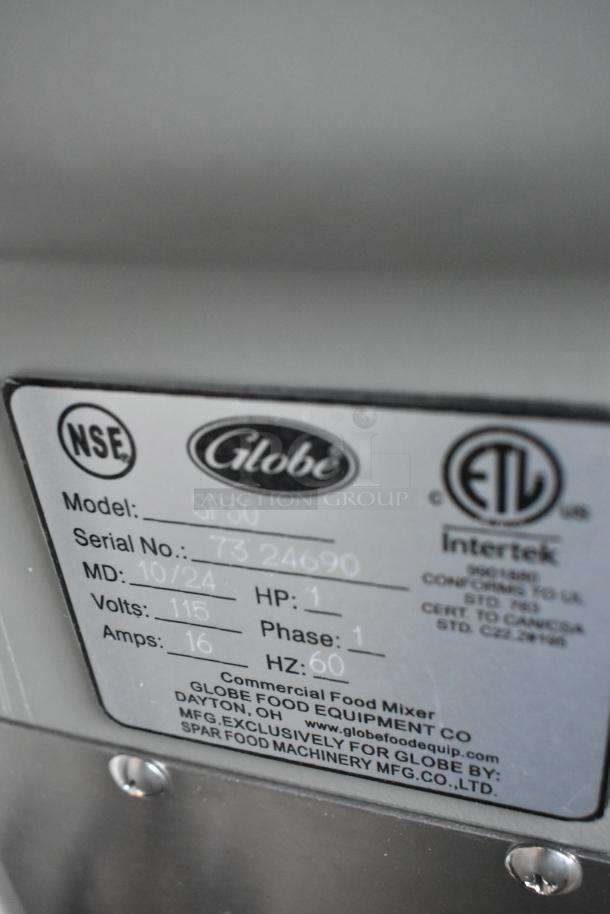 NSF
Globe
ETL
C US
Intertek
Model:
Serial No.: 73 24690
MD: 10/24 HP: 1
Volts: 115 Phase: 1
Amps: 16 HZ: 60
CONFORMS TO UL
STD. 763
CERT. TO CAN/CSA
STD. C22.2#195
Commercial Food Mixer
GLOBE FOOD EQUIPMENT CO
DAYTON, OH www.globefoodequip.com
MFG.EXCLUSIVELY FOR GLOBE BY:
SPAR FOOD MACHINERY MFG.CO.,LTD.
AUCTION GROUP